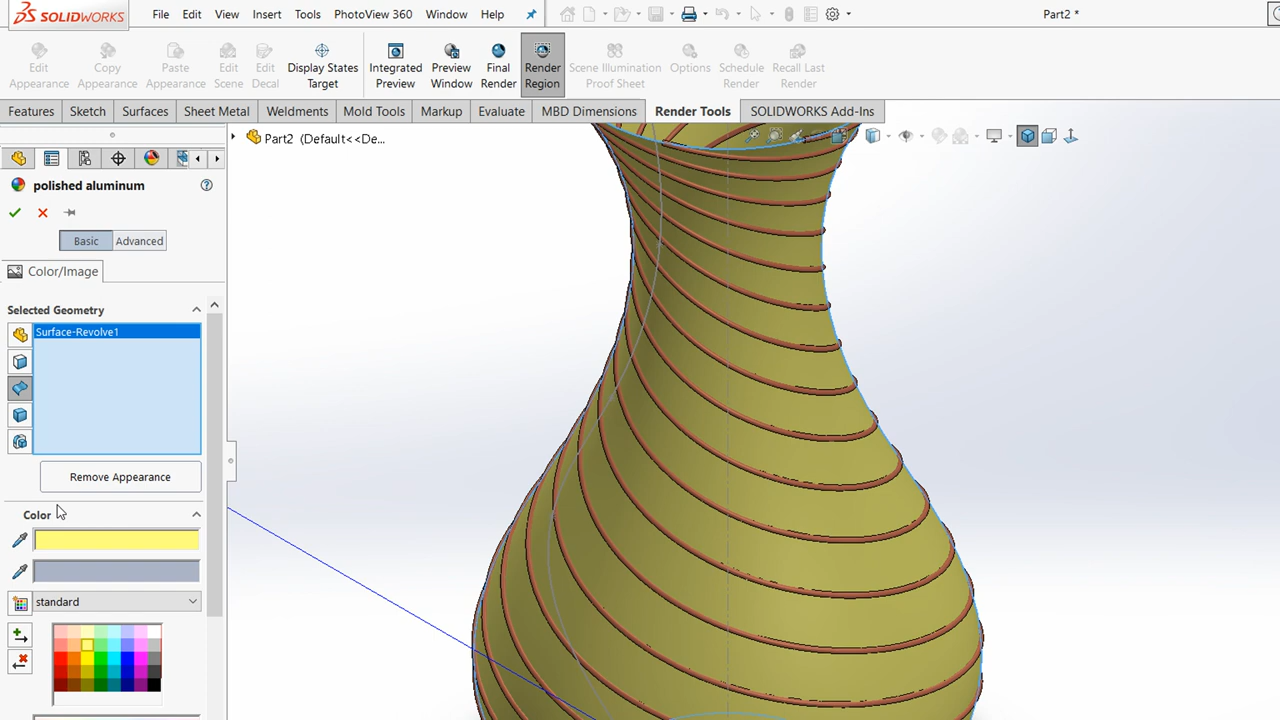 SOLIDWORKS File Edit View Insert Tools PhotoView 360 Window Help Part2 *
Edit Appearance Copy Appearance Paste Appearance Edit Scene Edit Decal Display States Target Integrated Preview Preview Window Final Render Render Region Scene Illumination Proof Sheet Options Schedule Render Recall Last Render
Features Sketch Surfaces Sheet Metal Weldments Mold Tools Markup Evaluate MBD Dimensions Render Tools SOLIDWORKS Add-Ins
Part2 (Default<<De...
polished aluminum
Basic Advanced
Color/Image
Selected Geometry
Surface-Revolve1
Remove Appearance
Color
standard